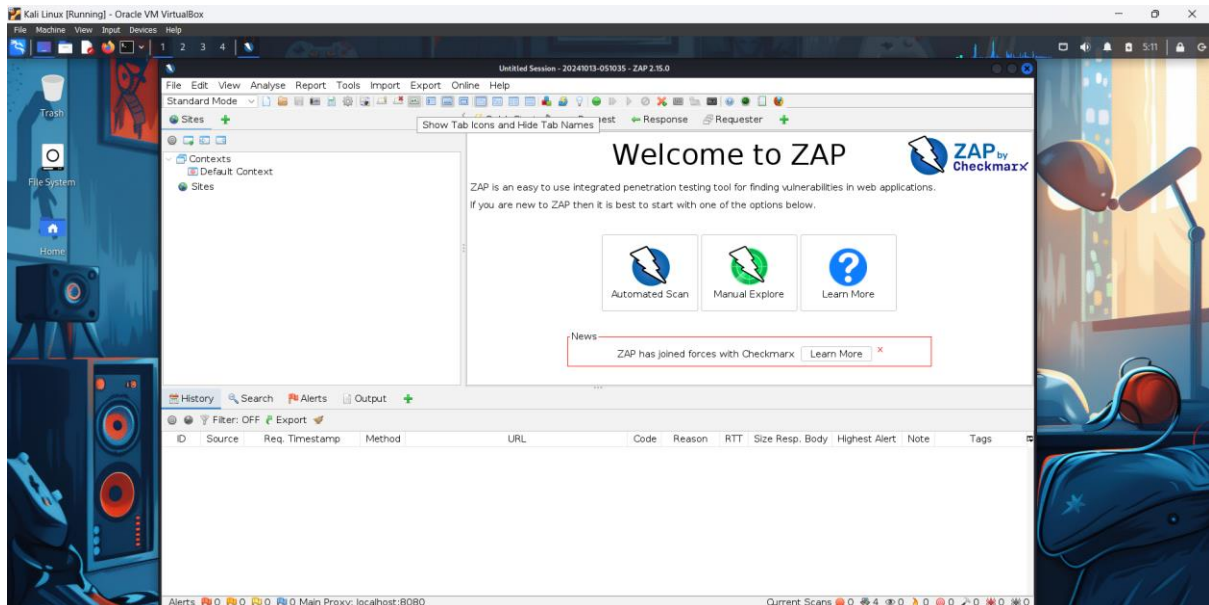 Kali Linux [Running] - Oracle VM VirtualBox
File Machine View Input Devices Help
1 2 3 4
5:11
Trash
File System
Home
Untitled Session - 20241013-051035 - ZAP 2.15.0
File Edit View Analyse Report Tools Import Export Online Help
Standard Mode
Sites
Response
Requester
Show Tab Icons and Hide Tab Names
Contexts
Default Context
Sites
Welcome to ZAP
ZAP by
Checkmarx
ZAP is an easy to use integrated penetration testing tool for finding vulnerabilities in web applications.
If you are new to ZAP then it is best to start with one of the options below.
Automated Scan
Manual Explore
Learn More
News
ZAP has joined forces with Checkmarx Learn More
History Search Alerts Output
Filter: OFF Export
ID Source Req. Timestamp Method URL Code Reason RTT Size Resp. Body Highest Alert Note Tags
Alerts 0 0 0 0 Main Proxy: localhost:8080
Current Scans 0 4 0 0 0 0 0 0